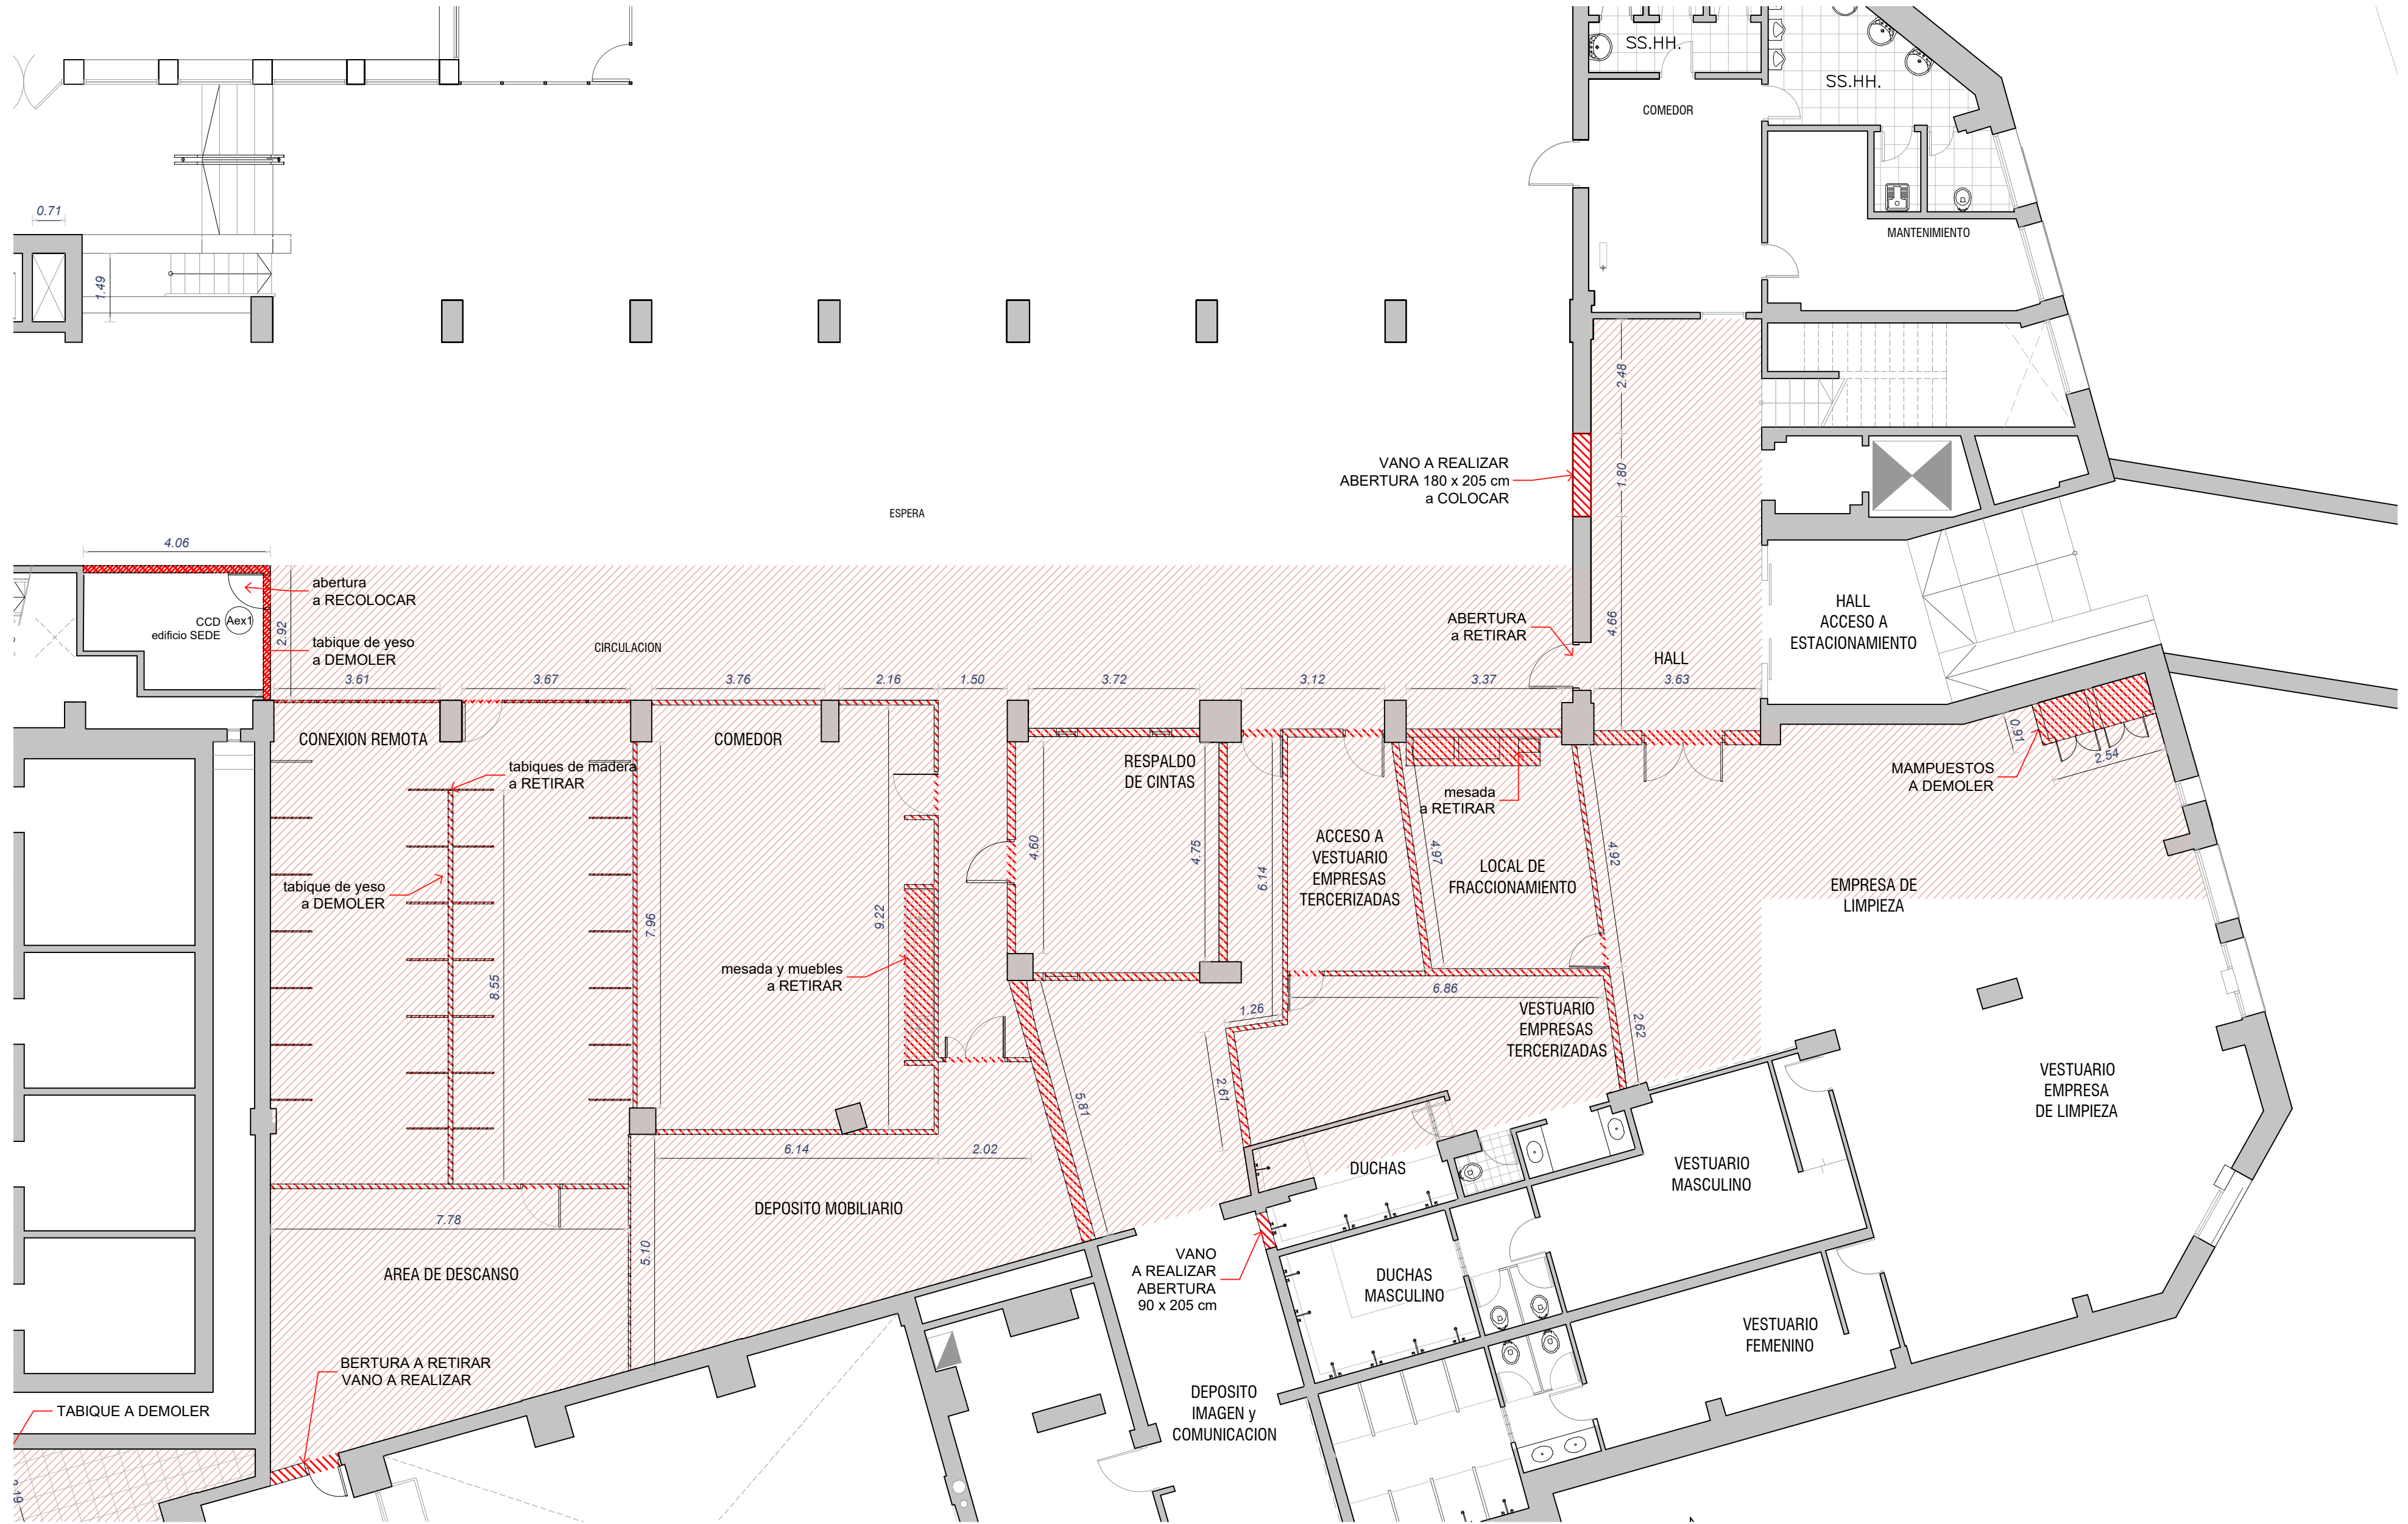 SS.HH.
SS.HH.
COMEDOR
MANTENIMIENTO
0.71
1.49
2.48
VANO A REALIZAR
ABERTURA 180 x 205 cm
a COLOCAR
1.80
ESPERA
4.06
abertura
a RECOLOCAR
CCD
edificio SEDE
Aex1
2.92
tabique de yeso
a DEMOLER
CIRCULACION
ABERTURA
a RETIRAR
4.66
HALL
HALL
ACCESO A
ESTACIONAMIENTO
3.61
3.67
3.76
2.16
1.50
3.72
3.12
3.37
3.63
CONEXION REMOTA
COMEDOR
RESPALDO
DE CINTAS
tabiques de madera
a RETIRAR
mesada
a RETIRAR
0.91
2.54
MAMPUESTOS
A DEMOLER
4.60
4.75
6.14
ACCESO A
VESTUARIO
EMPRESAS
TERCERIZADAS
4.97
LOCAL DE
FRACCIONAMIENTO
4.92
EMPRESA DE
LIMPIEZA
tabique de yeso
a DEMOLER
7.96
9.22
8.55
mesada y muebles
a RETIRAR
6.86
1.26
VESTUARIO
EMPRESAS
TERCERIZADAS
2.62
2.61
5.81
VESTUARIO
EMPRESA
DE LIMPIEZA
6.14
2.02
DUCHAS
VESTUARIO
MASCULINO
DEPOSITO MOBILIARIO
7.78
5.10
AREA DE DESCANSO
VANO
A REALIZAR
ABERTURA
90 x 205 cm
DUCHAS
MASCULINO
VESTUARIO
FEMENINO
BERTURA A RETIRAR
VANO A REALIZAR
TABIQUE A DEMOLER
DEPOSITO
IMAGEN y
COMUNICACION